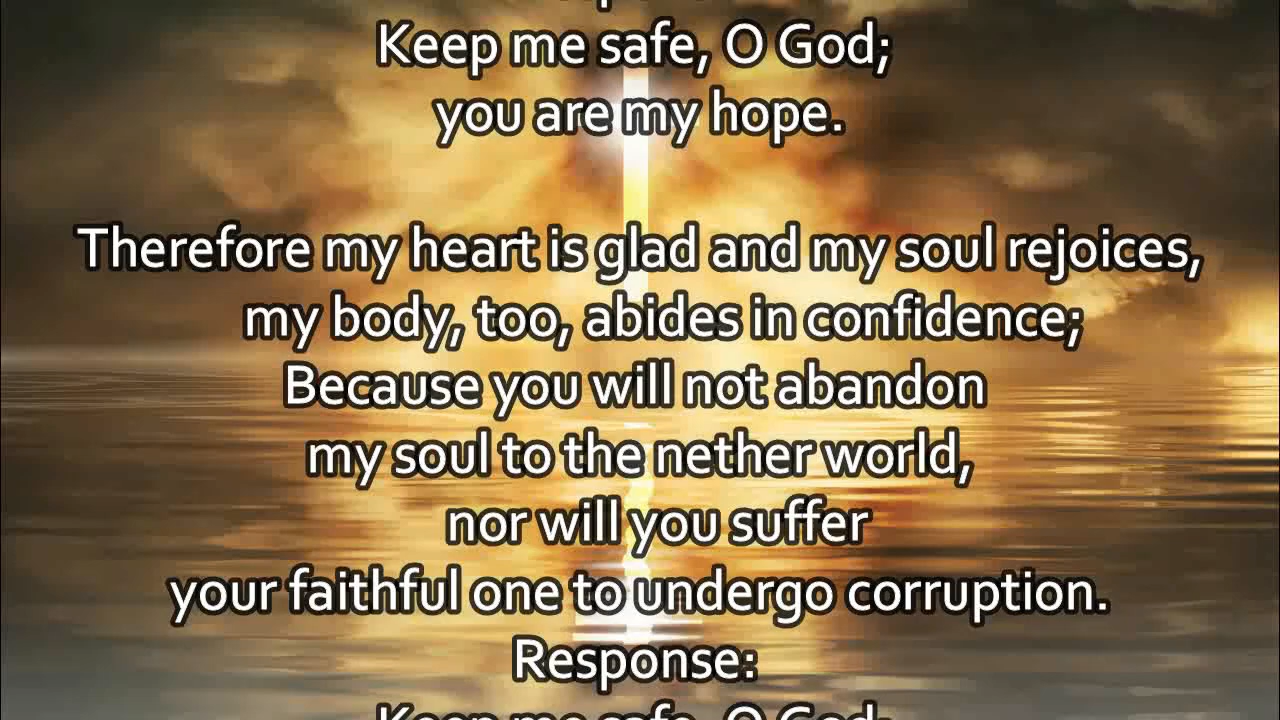 Keep me safe, O God;
you are my hope.
Therefore my heart is glad and my soul rejoices,
my body, too, abides in confidence;
Because you will not abandon
my soul to the nether world,
nor will you suffer
your faithful one to undergo corruption.
Response:
Keep me safe, O God;